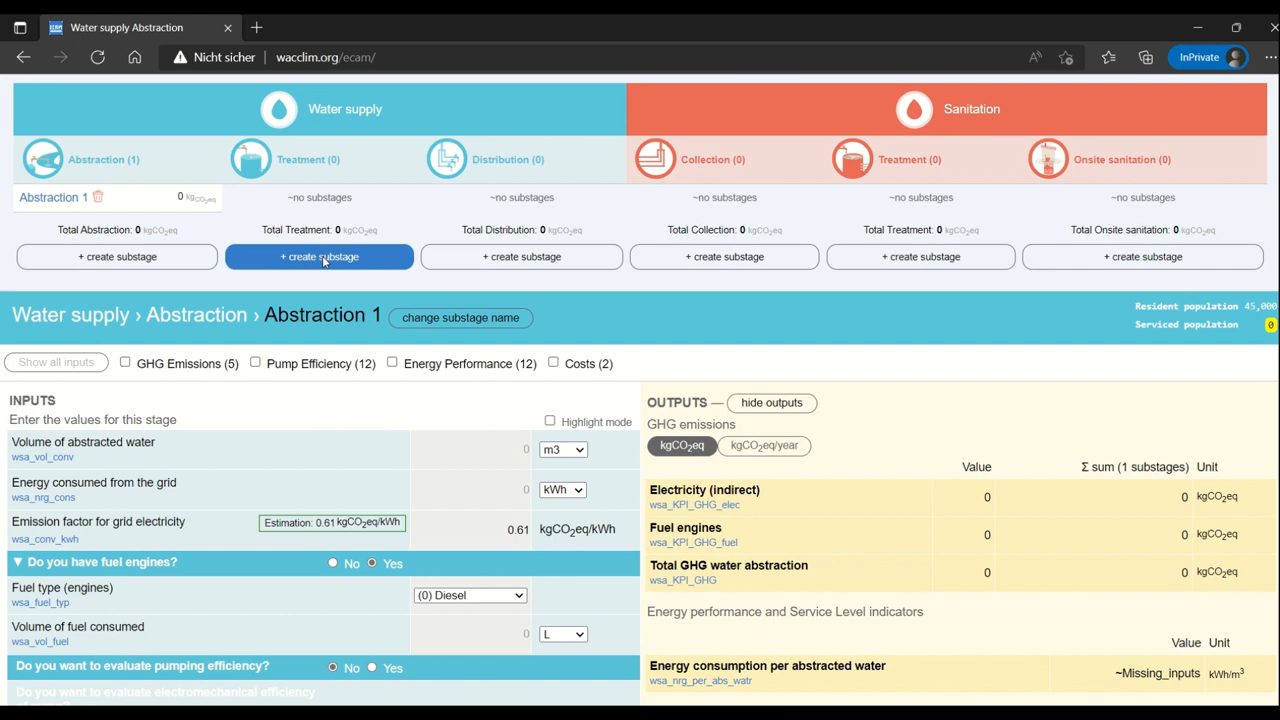 Water supply Abstraction
Nicht sicher wacclim.org/ecam/ InPrivate
Water supply Sanitation
Abstraction (1) Treatment (0) Distribution (0) Collection (0) Treatment (0) Onsite sanitation (0)
Abstraction 1 0 kgCO2eq ~no substages ~no substages ~no substages ~no substages ~no substages
Total Abstraction: 0 kgCO2eq Total Treatment: 0 kgCO2eq Total Distribution: 0 kgCO2eq Total Collection: 0 kgCO2eq Total Treatment: 0 kgCO2eq Total Onsite sanitation: 0 kgCO2eq
+ create substage + create substage + create substage + create substage + create substage + create substage
Water supply › Abstraction › Abstraction 1 change substage name
Resident population 45,000
Serviced population 0
Show all inputs GHG Emissions (5) Pump Efficiency (12) Energy Performance (12) Costs (2)
INPUTS
Enter the values for this stage
Highlight mode
Volume of abstracted water 0 m3
wsa_vol_conv
Energy consumed from the grid 0 kWh
wsa_nrg_cons
Emission factor for grid electricity Estimation: 0.61 kgCO2eq/kWh 0.61 kgCO2eq/kWh
wsa_conv_kwh
▼ Do you have fuel engines? No Yes
Fuel type (engines) (0) Diesel
wsa_fuel_typ
Volume of fuel consumed 0 L
wsa_vol_fuel
Do you want to evaluate pumping efficiency? No Yes
Do you want to evaluate electromechanical efficiency
OUTPUTS — hide outputs
GHG emissions
kgCO2eq kgCO2eq/year
Value Σ sum (1 substages) Unit
Electricity (indirect) 0 0 kgCO2eq
wsa_KPI_GHG_elec
Fuel engines 0 0 kgCO2eq
wsa_KPI_GHG_fuel
Total GHG water abstraction 0 0 kgCO2eq
wsa_KPI_GHG
Energy performance and Service Level indicators
Value Unit
Energy consumption per abstracted water ~Missing_inputs kWh/m³
wsa_nrg_per_abs_watr